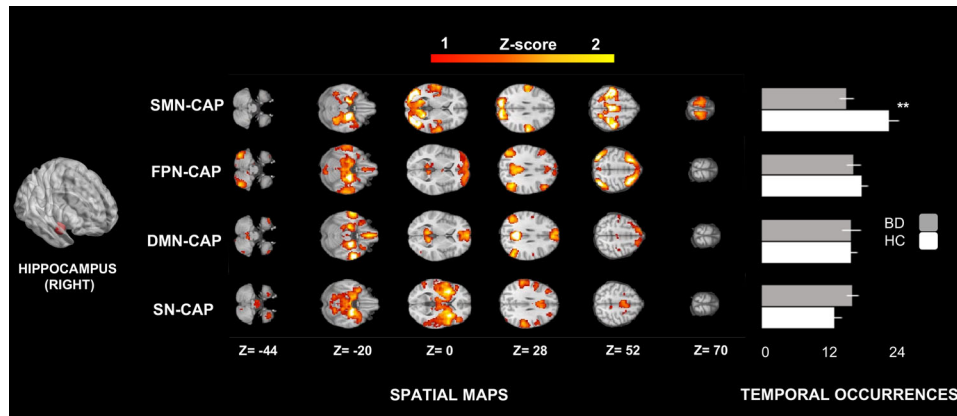 1 Z-score 2
SMN-CAP
**
FPN-CAP
DMN-CAP
BD
HC
HIPPOCAMPUS
(RIGHT)
SN-CAP
Z= -44 Z= -20 Z= 0 Z= 28 Z= 52 Z= 70
0 12 24
SPATIAL MAPS
TEMPORAL OCCURRENCES